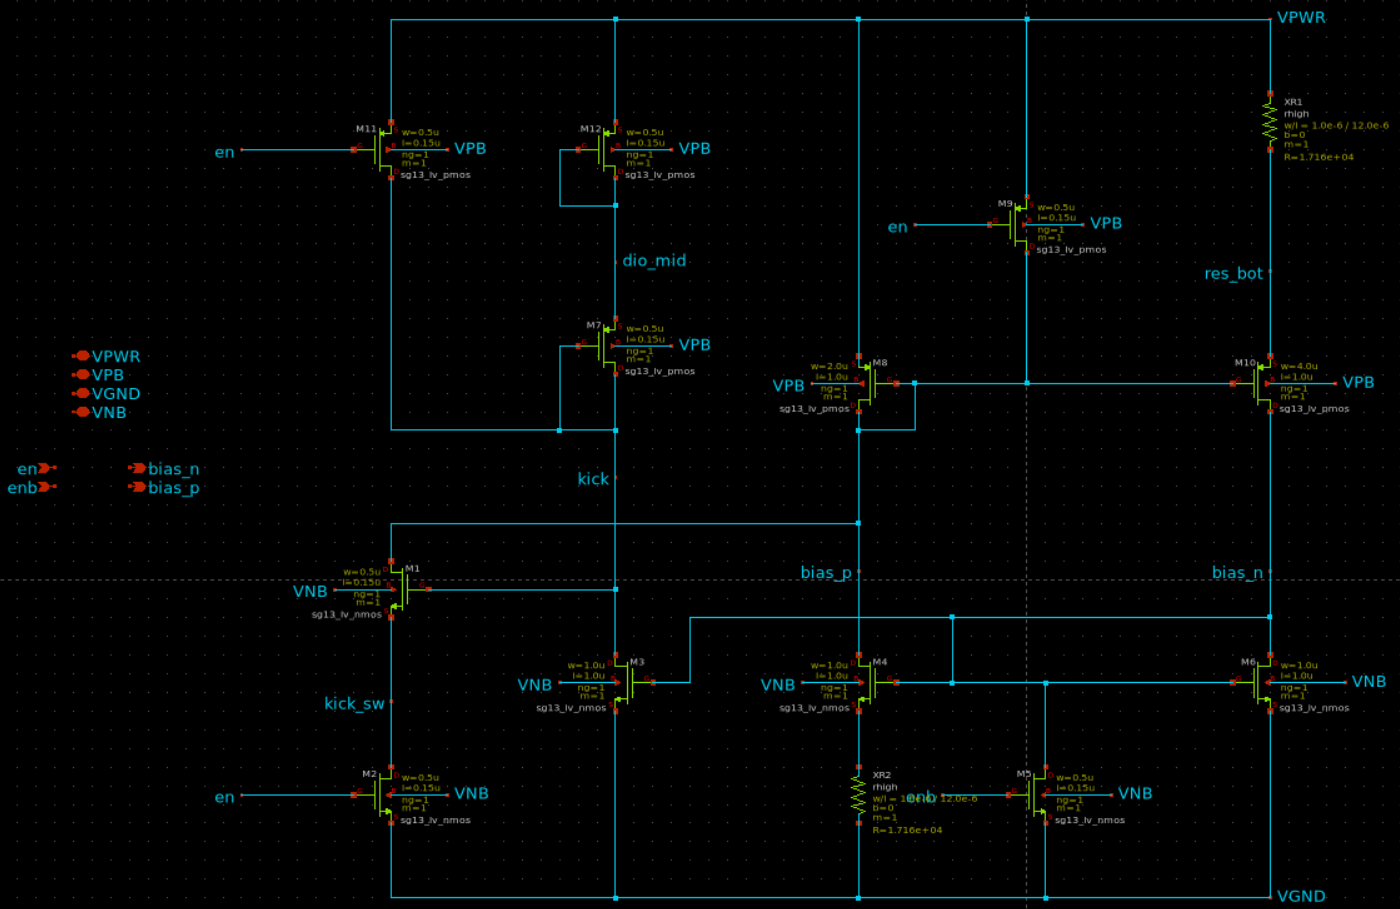 VPWR
XR1
rhigh
w/l = 1.0e-6 / 12.0e-6
b=0
m=1
R=1.716e+04
M11
w=0.5u
l=0.15u
ng=1
m=1
sg13_lv_pmos
en
VPB
M12
w=0.5u
l=0.15u
ng=1
m=1
sg13_lv_pmos
VPB
M9
w=0.5u
l=0.15u
ng=1
m=1
sg13_lv_pmos
en
VPB
dio_mid
res_bot
M7
w=0.5u
l=0.15u
ng=1
m=1
sg13_lv_pmos
VPB
VPWR
VPB
VGND
VNB
M8
w=2.0u
l=1.0u
ng=1
m=1
sg13_lv_pmos
VPB
M10
w=4.0u
l=1.0u
ng=1
m=1
sg13_lv_pmos
VPB
en
bias_n
enb
bias_p
kick
M1
w=0.5u
l=0.15u
ng=1
m=1
sg13_lv_nmos
VNB
bias_p
bias_n
M3
w=1.0u
l=1.0u
ng=1
m=1
sg13_lv_nmos
VNB
M4
w=1.0u
l=1.0u
ng=1
m=1
sg13_lv_nmos
VNB
M6
w=1.0u
l=1.0u
ng=1
m=1
sg13_lv_nmos
VNB
kick_sw
M2
w=0.5u
l=0.15u
ng=1
m=1
sg13_lv_nmos
en
VNB
XR2
rhigh
w/l = 1.0e-6 / 12.0e-6
b=0
m=1
R=1.716e+04
enb
M5
w=0.5u
l=0.15u
ng=1
m=1
sg13_lv_nmos
VNB
VGND